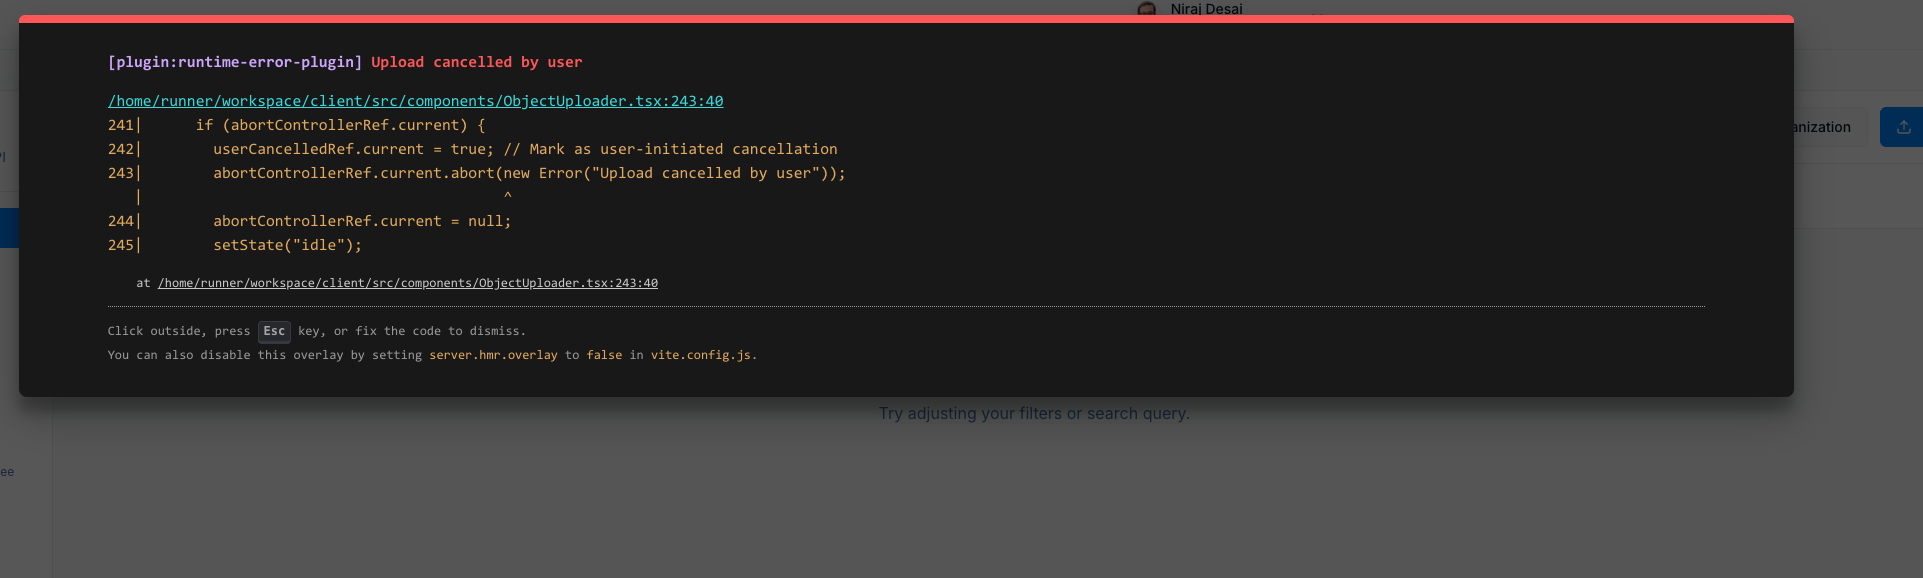 Niraj Desai
[plugin:runtime-error-plugin] Upload cancelled by user
/home/runner/workspace/client/src/components/ObjectUploader.tsx:243:40
241|      if (abortControllerRef.current) {
242|        userCancelledRef.current = true; // Mark as user-initiated cancellation
243|        abortControllerRef.current.abort(new Error("Upload cancelled by user"));
   |                                         ^
244|        abortControllerRef.current = null;
245|        setState("idle");
at /home/runner/workspace/client/src/components/ObjectUploader.tsx:243:40
Click outside, press Esc key, or fix the code to dismiss.
You can also disable this overlay by setting server.hmr.overlay to false in vite.config.js.
anization
Try adjusting your filters or search query.
ee